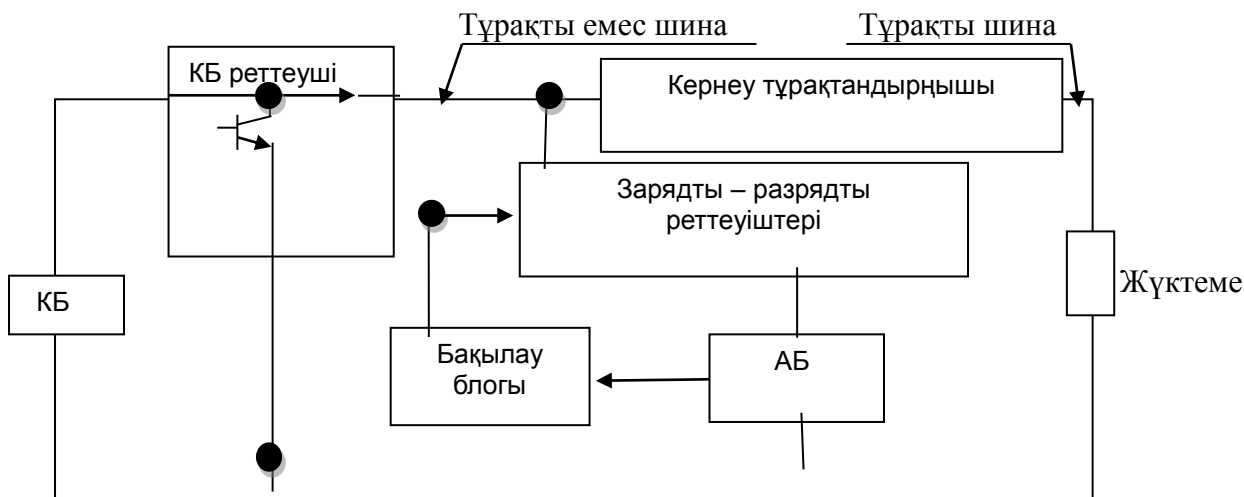 Тұрақты емес шина
Тұрақты шина
КБ реттеуші
Кернеу тұрақтандырңышы
Зарядты – разрядты
реттеуіштері
КБ
Жүктеме
Бақылау
блогы
АБ